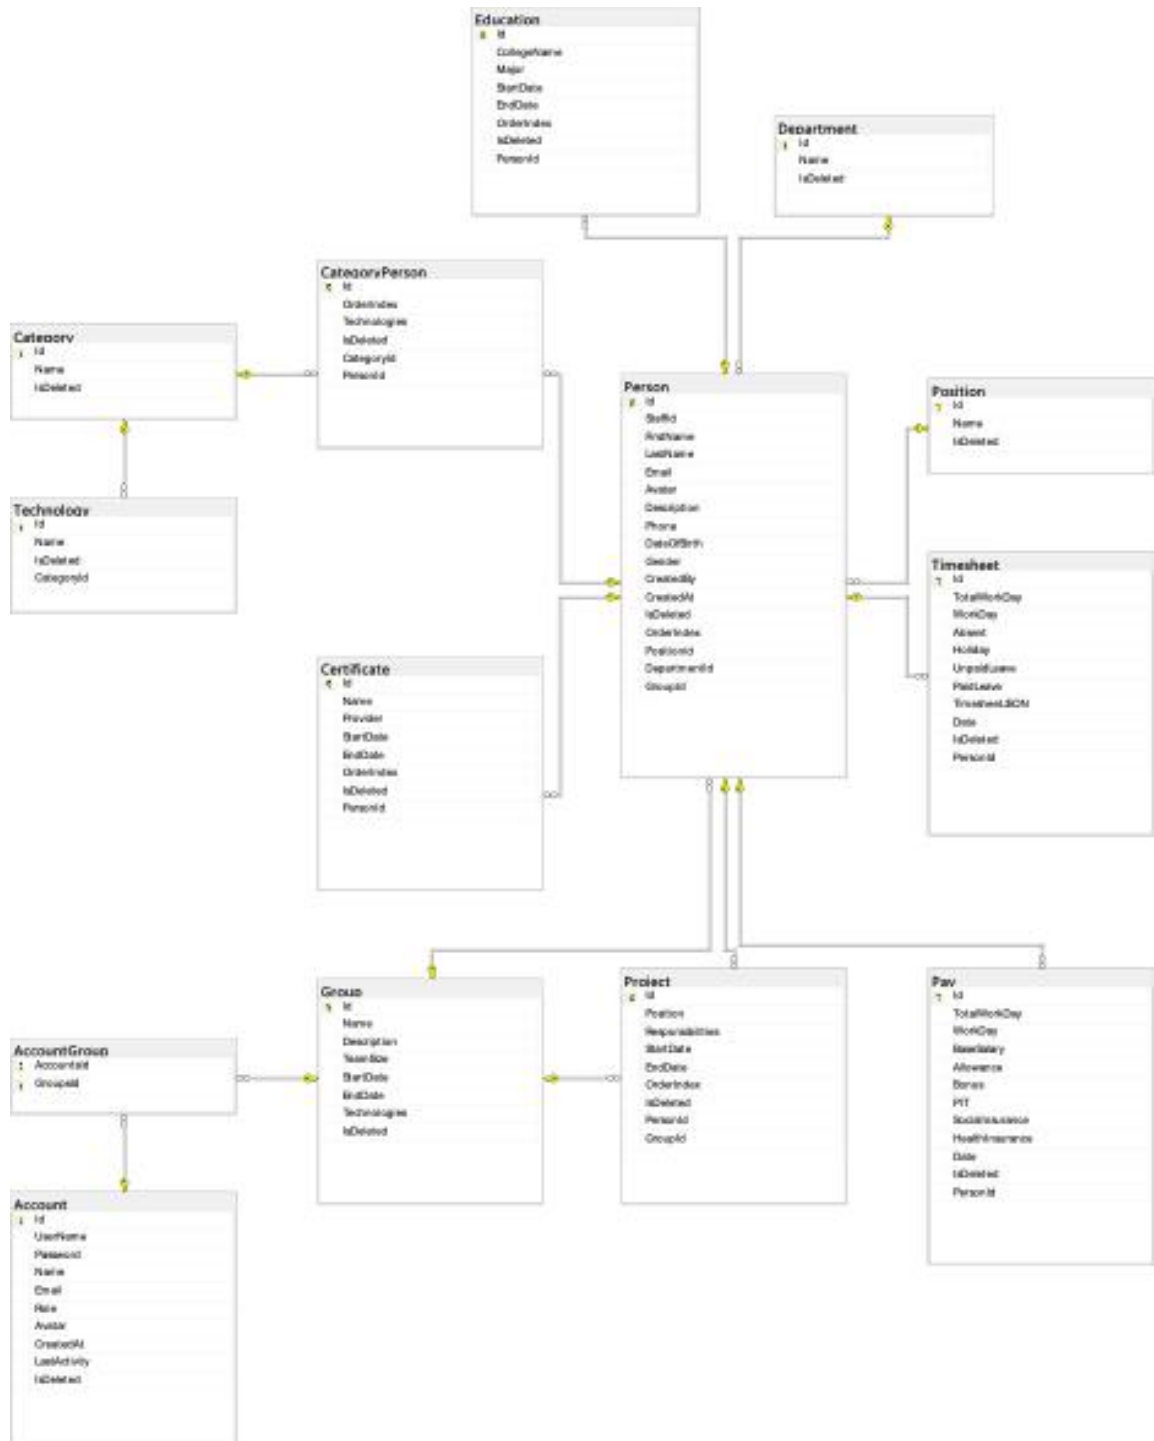 Education
Id
CollegeName
Major
StartDate
EndDate
OrderIndex
IsDeleted
PersonId
Department
Id
Name
IsDeleted
CategoryPerson
Id
OrderIndex
Technologies
IsDeleted
CategoryId
PersonId
Category
Id
Name
IsDeleted
Technology
Id
Name
IsDeleted
CategoryId
Person
Id
StaffId
FirstName
LastName
Email
Avatar
Description
Phone
DateOfBirth
Gender
CreatedBy
CreatedAt
IsDeleted
OrderIndex
PositionId
DepartmentId
GroupId
Position
Id
Name
IsDeleted
Timesheet
Id
TotalWorkDay
WorkDay
Absent
Holiday
UnpaidLeave
PaidLeave
TimesheetJSON
Date
IsDeleted
PersonId
Certificate
Id
Name
Provider
StartDate
EndDate
OrderIndex
IsDeleted
PersonId
Group
Id
Name
Description
TeamSize
StartDate
EndDate
Technologies
IsDeleted
Project
Id
Position
Responsibilities
StartDate
EndDate
OrderIndex
IsDeleted
PersonId
GroupId
Pay
Id
TotalWorkDay
WorkDay
BaseSalary
Allowance
Bonus
PIT
SocialInsurance
HealthInsurance
Date
IsDeleted
PersonId
AccountGroup
AccountsId
GroupsId
Account
Id
UserName
Password
Name
Email
Role
Avatar
CreatedAt
LastActivity
IsDeleted